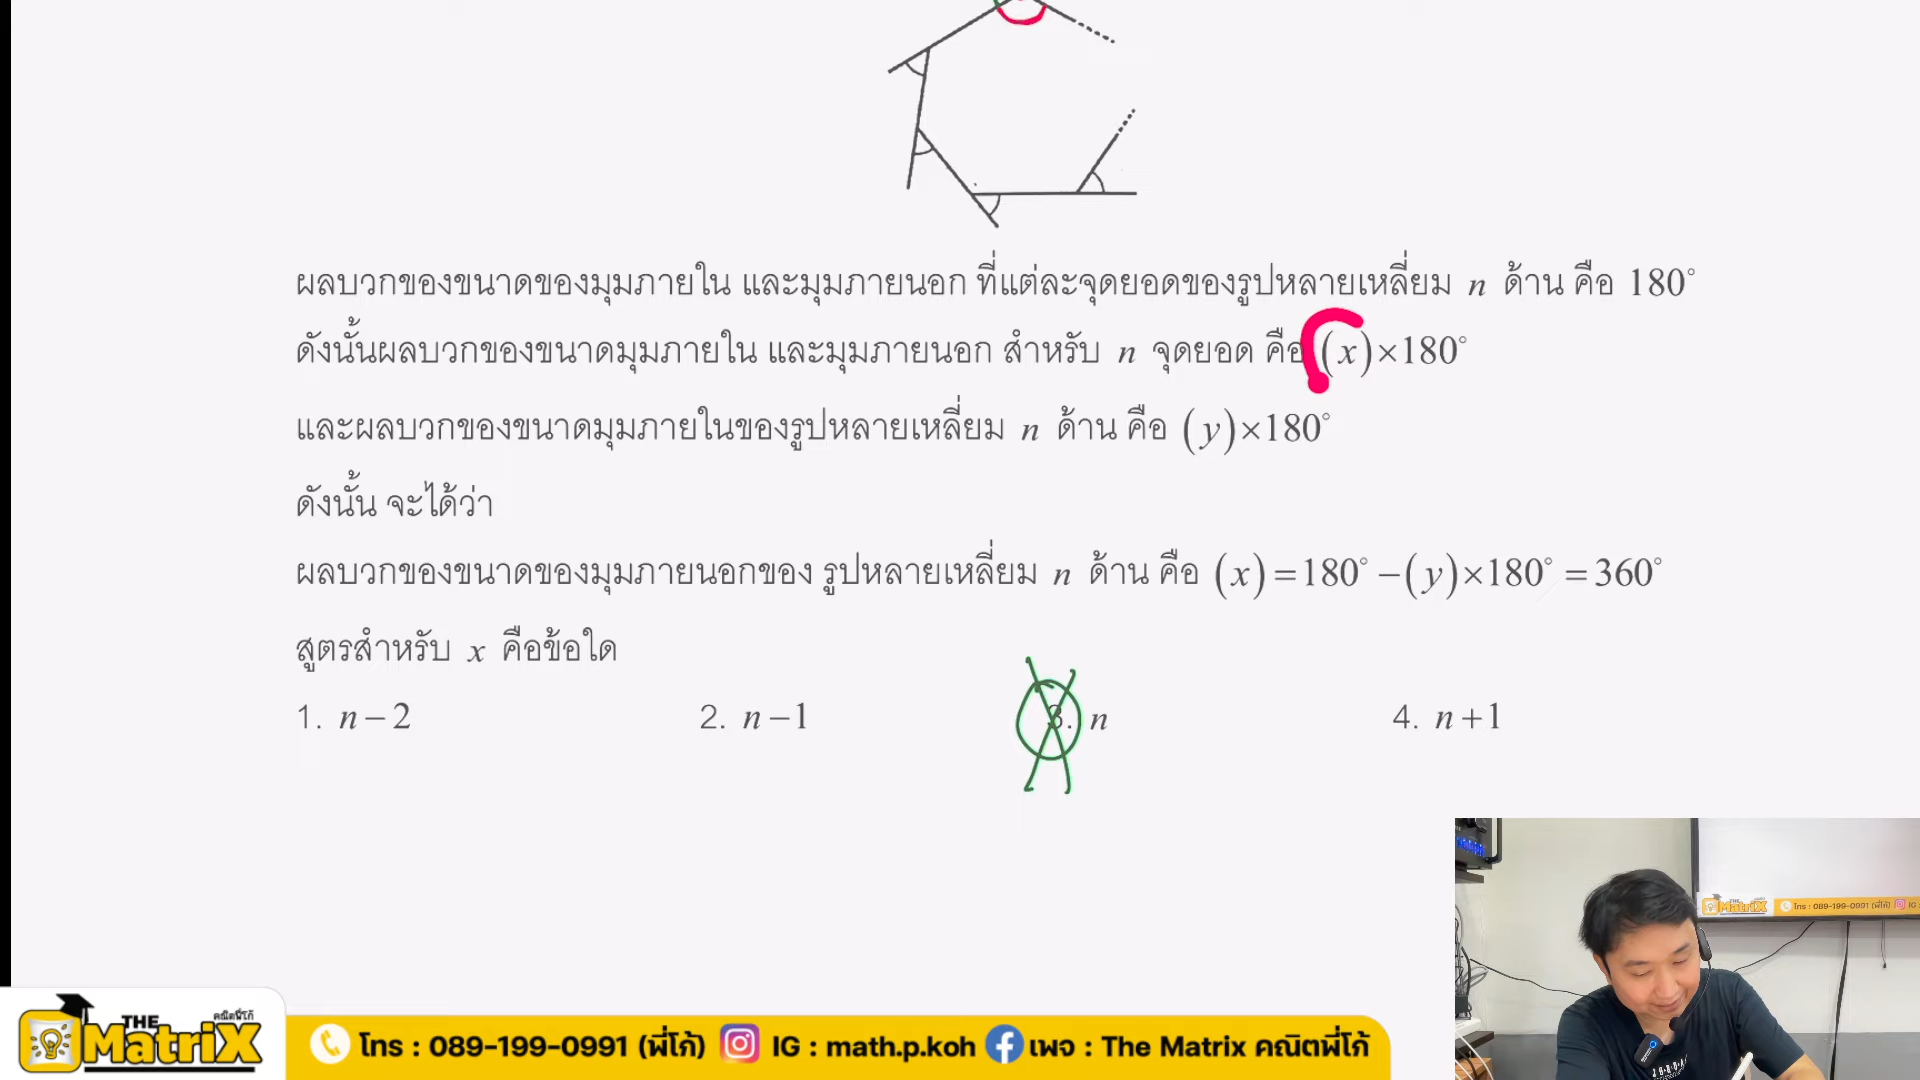 ผลบวกของขนาดของมุมภายใน และมุมภายนอก ที่แต่ละจุดยอดของรูปหลายเหลี่ยม n ด้าน คือ 180°
ดังนั้นผลบวกของขนาดมุมภายใน และมุมภายนอก สำหรับ n จุดยอด คือ (x)×180°
และผลบวกของขนาดมุมภายในของรูปหลายเหลี่ยม n ด้าน คือ (y)×180°
ดังนั้น จะได้ว่า
ผลบวกของขนาดของมุมภายนอกของ รูปหลายเหลี่ยม n ด้าน คือ (x)=180°−(y)×180°=360°
สูตรสำหรับ x คือข้อใด
1. n−2 2. n−1 3. n 4. n+1
THE MatriX คณิตพี่โก้
โทร : 089-199-0991 (พี่โก้) IG : math.p.koh เพจ : The Matrix คณิตพี่โก้
THE MatriX โทร : 089-199-0991 (พี่โก้) IG